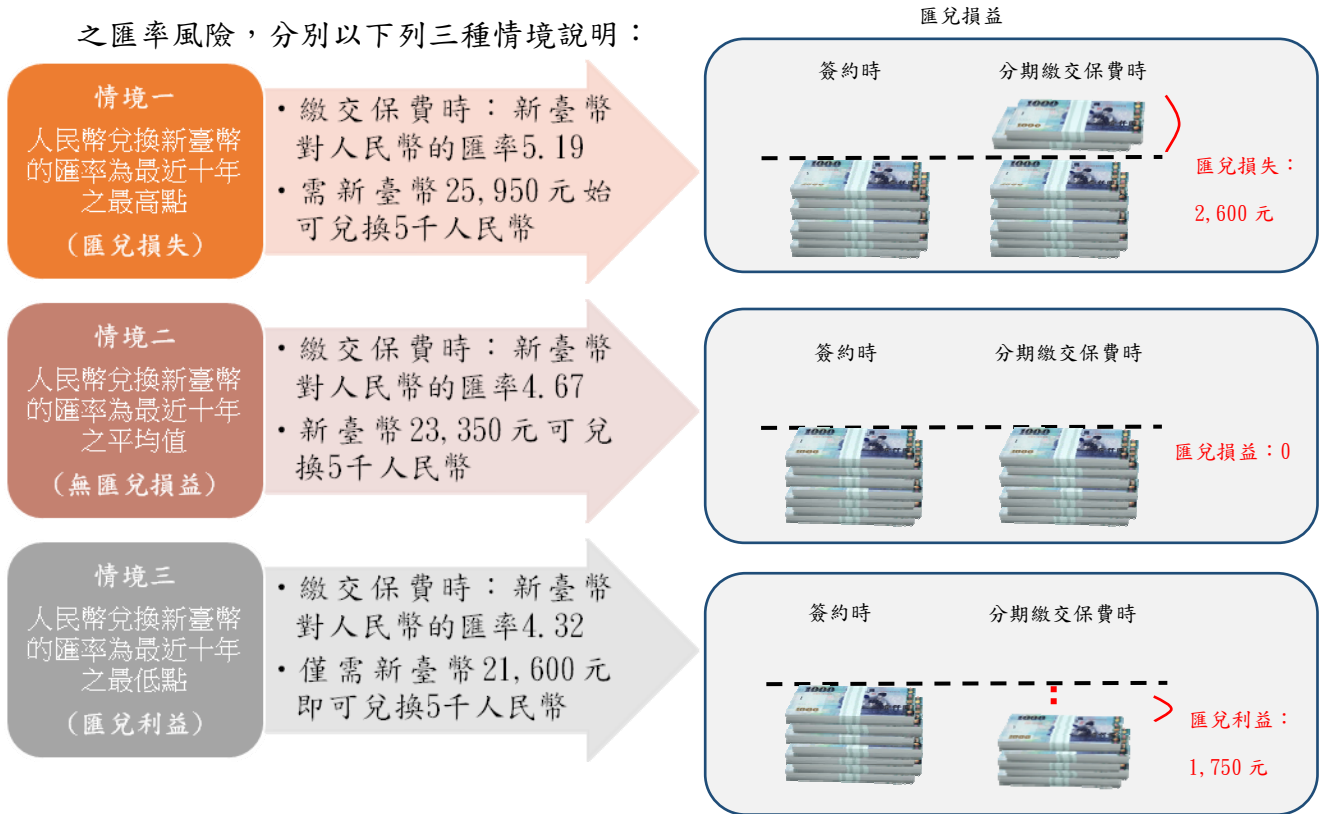 之匯率風險，分別以下列三種情境說明：
匯兌損益
情境一
人民幣兌換新臺幣
的匯率為最近十年
之最高點
（匯兌損失）
・繳交保費時：新臺幣
對人民幣的匯率5.19
・需新臺幣25,950元始
可兌換5千人民幣
簽約時
分期繳交保費時
匯兌損失：
2,600 元
情境二
人民幣兌換新臺幣
的匯率為最近十年
之平均值
（無匯兌損益）
・繳交保費時：新臺幣
對人民幣的匯率4.67
・新臺幣23,350元可兌
換5千人民幣
簽約時
分期繳交保費時
匯兌損益：0
情境三
人民幣兌換新臺幣
的匯率為最近十年
之最低點
（匯兌利益）
・繳交保費時：新臺幣
對人民幣的匯率4.32
・僅需新臺幣21,600元
即可兌換5千人民幣
簽約時
分期繳交保費時
匯兌利益：
1,750 元